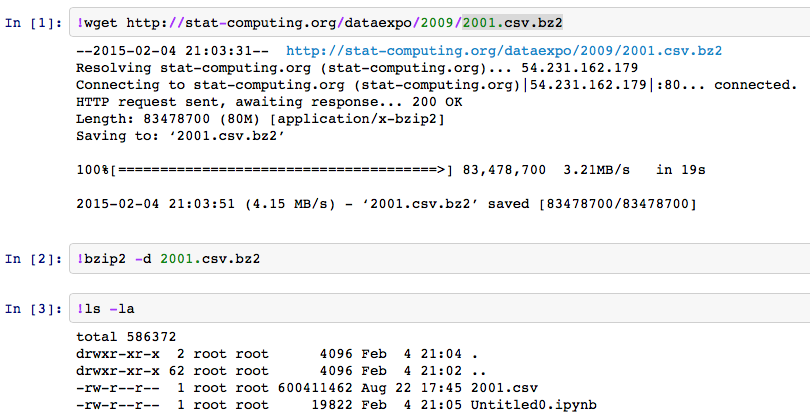 In [1]: !wget http://stat-computing.org/dataexpo/2009/2001.csv.bz2
--2015-02-04 21:03:31--  http://stat-computing.org/dataexpo/2009/2001.csv.bz2
Resolving stat-computing.org (stat-computing.org)... 54.231.162.179
Connecting to stat-computing.org (stat-computing.org)|54.231.162.179|:80... connected.
HTTP request sent, awaiting response... 200 OK
Length: 83478700 (80M) [application/x-bzip2]
Saving to: ‘2001.csv.bz2’
100%[======================================>] 83,478,700  3.21MB/s   in 19s
2015-02-04 21:03:51 (4.15 MB/s) - ‘2001.csv.bz2’ saved [83478700/83478700]
In [2]: !bzip2 -d 2001.csv.bz2
In [3]: !ls -la
total 586372
drwxr-xr-x  2 root root      4096 Feb  4 21:04 .
drwxr-xr-x 62 root root      4096 Feb  4 21:02 ..
-rw-r--r--  1 root root 600411462 Aug 22 17:45 2001.csv
-rw-r--r--  1 root root     19822 Feb  4 21:05 Untitled0.ipynb